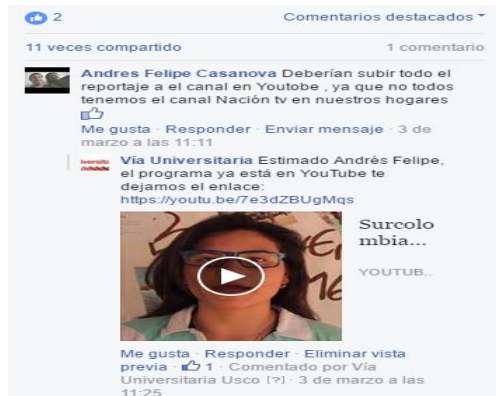 2 Comentarios destacados
11 veces compartido 1 comentario
Andres Felipe Casanova Deberían subir todo el
reportaje a el canal en Youtobe , ya que no todos
tenemos el canal Nación tv en nuestros hogares
Me gusta · Responder · Enviar mensaje · 3 de
marzo a las 11:11
Vía Universitaria Estimado Andrés Felipe,
el programa ya está en YouTube te
dejamos el enlace:
https://youtu.be/7e3dZBUgMqs
Surcolo
mbia...
YOUTUB..
Me gusta · Responder · Eliminar vista
previa · 1 · Comentado por Vía
Universitaria Usco [?] · 3 de marzo a las
11:25